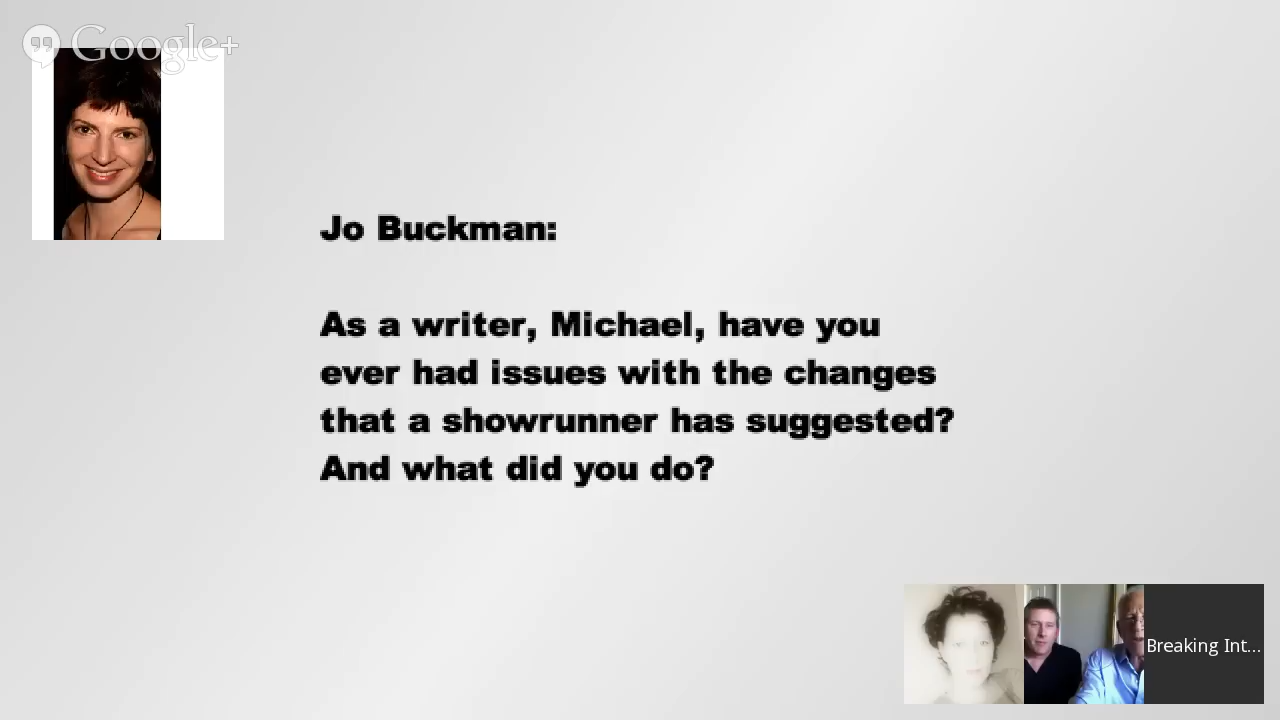 Google+
Jo Buckman:
As a writer, Michael, have you
ever had issues with the changes
that a showrunner has suggested?
And what did you do?
Breaking Int...